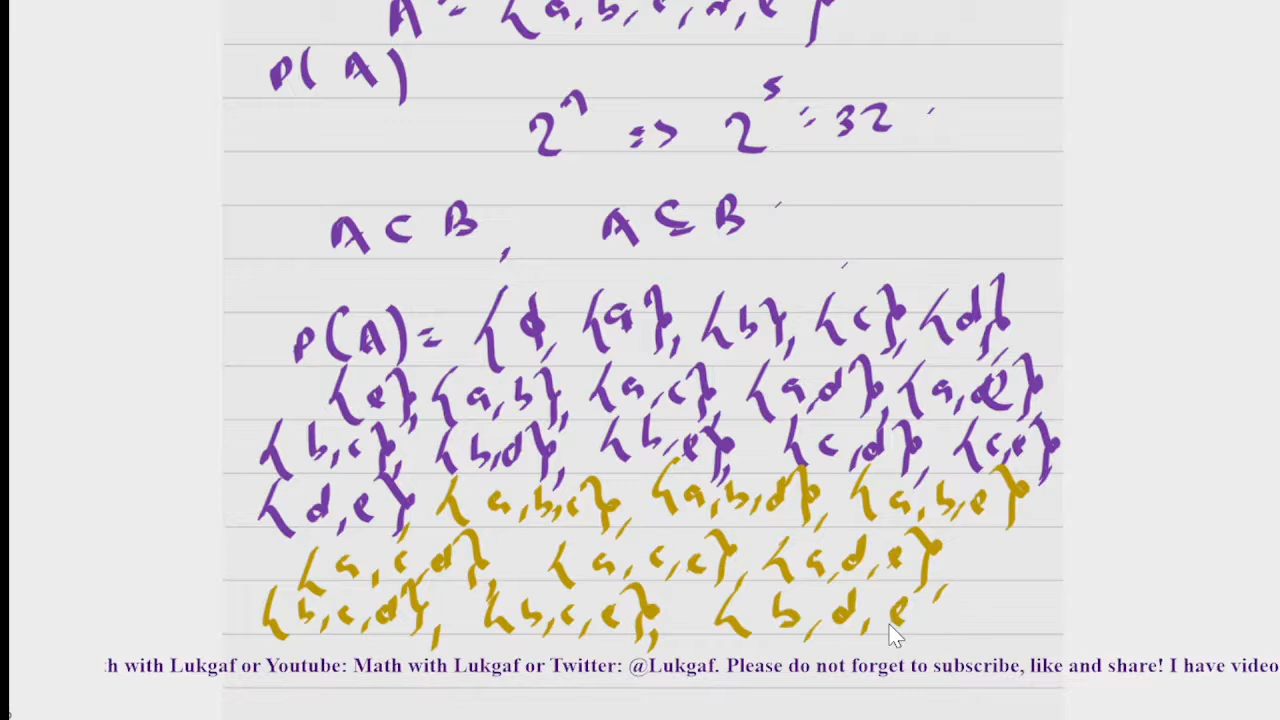 A = {a, b, c, d, e}
P(A)
2ⁿ => 2⁵ = 32
A ⊂ B, A ⊆ B
P(A) = {ϕ, {a}, {b}, {c}, {d},
{e}, {a,b}, {a,c}, {a,d}, {a,e},
{b,c}, {b,d}, {b,e}, {c,d}, {c,e},
{d,e}, {a,b,c}, {a,b,d}, {a,b,e},
{a,c,d}, {a,c,e}, {a,d,e},
{b,c,d}, {b,c,e}, {b,d,e
h with Lukgaf or Youtube: Math with Lukgaf or Twitter: @Lukgaf. Please do not forget to subscribe, like and share! I have video